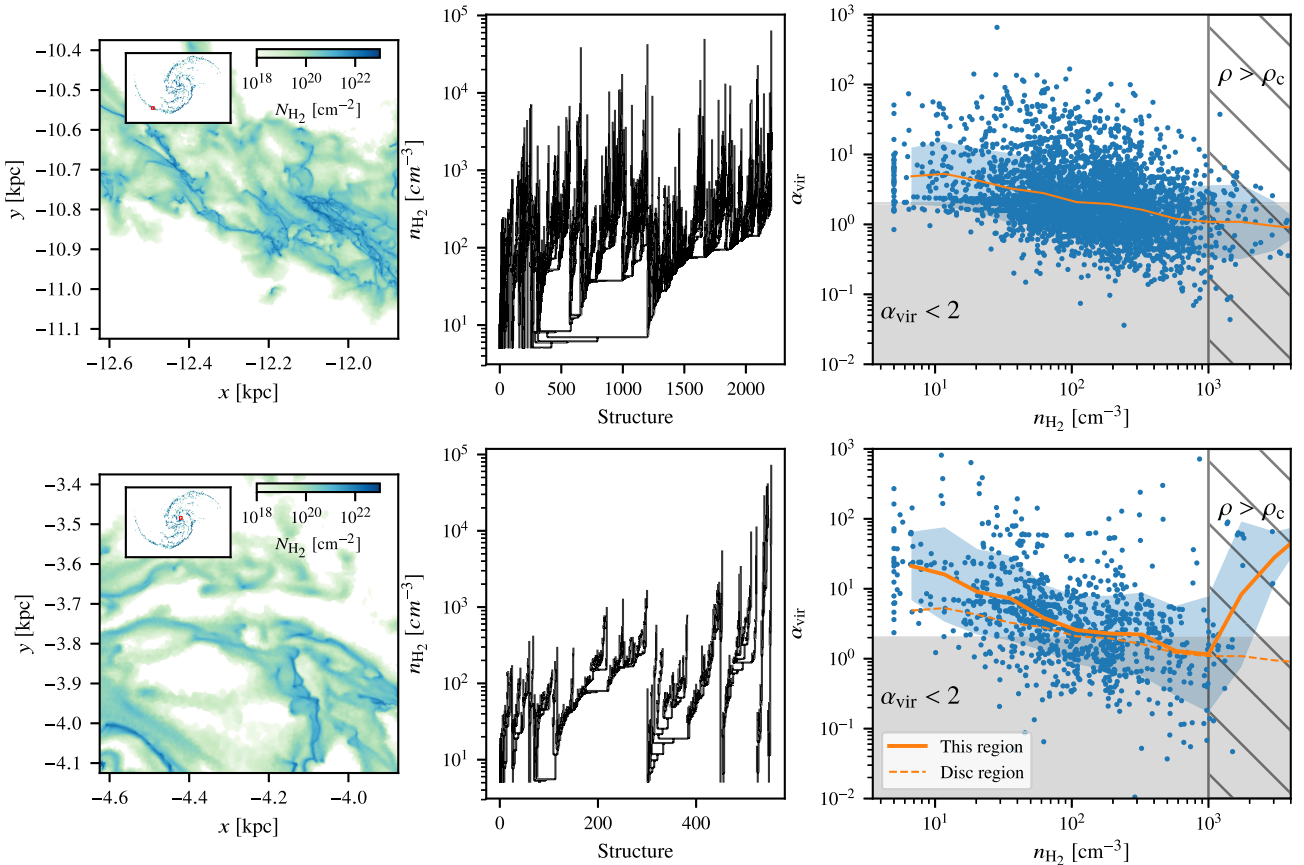 10^18 10^20 10^22
N_H2 [cm^−2]
−10.4
−10.5
−10.6
−10.7
−10.8
−10.9
−11.0
−11.1
y [kpc]
−12.6 −12.4 −12.2 −12.0
x [kpc]
10^5
10^4
10^3
10^2
10^1
n_H2 [cm^−3]
0 500 1000 1500 2000
Structure
10^3
10^2
10^1
10^0
10^−1
10^−2
α_vir
ρ > ρ_c
α_vir < 2
10^1 10^2 10^3
n_H2 [cm^−3]
10^18 10^20 10^22
N_H2 [cm^−2]
−3.4
−3.5
−3.6
−3.7
−3.8
−3.9
−4.0
−4.1
y [kpc]
−4.6 −4.4 −4.2 −4.0
x [kpc]
10^5
10^4
10^3
10^2
10^1
n_H2 [cm^−3]
0 200 400
Structure
10^3
10^2
10^1
10^0
10^−1
10^−2
α_vir
ρ > ρ_c
α_vir < 2
This region
Disc region
10^1 10^2 10^3
n_H2 [cm^−3]